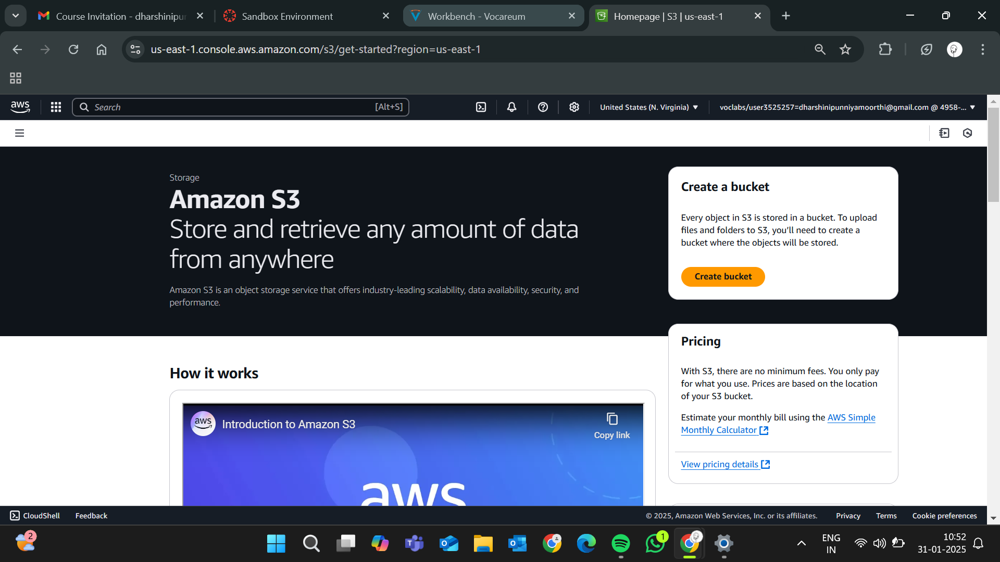 Course Invitation - dharshinipur
Sandbox Environment
Workbench - Vocareum
Homepage | S3 | us-east-1
us-east-1.console.aws.amazon.com/s3/get-started?region=us-east-1
aws
Search
[Alt+S]
United States (N. Virginia)
voclabs/user3525257=dharshinipunniyamoorthi@gmail.com @ 4958-...
Storage
Amazon S3
Store and retrieve any amount of data
from anywhere
Amazon S3 is an object storage service that offers industry-leading scalability, data availability, security, and
performance.
Create a bucket
Every object in S3 is stored in a bucket. To upload
files and folders to S3, you’ll need to create a
bucket where the objects will be stored.
Create bucket
Pricing
With S3, there are no minimum fees. You only pay
for what you use. Prices are based on the location
of your S3 bucket.
Estimate your monthly bill using the AWS Simple
Monthly Calculator
View pricing details
How it works
aws
Introduction to Amazon S3
Copy link
aws
CloudShell
Feedback
© 2025, Amazon Web Services, Inc. or its affiliates.
Privacy
Terms
Cookie preferences
2
1
ENG
IN
10:52
31-01-2025